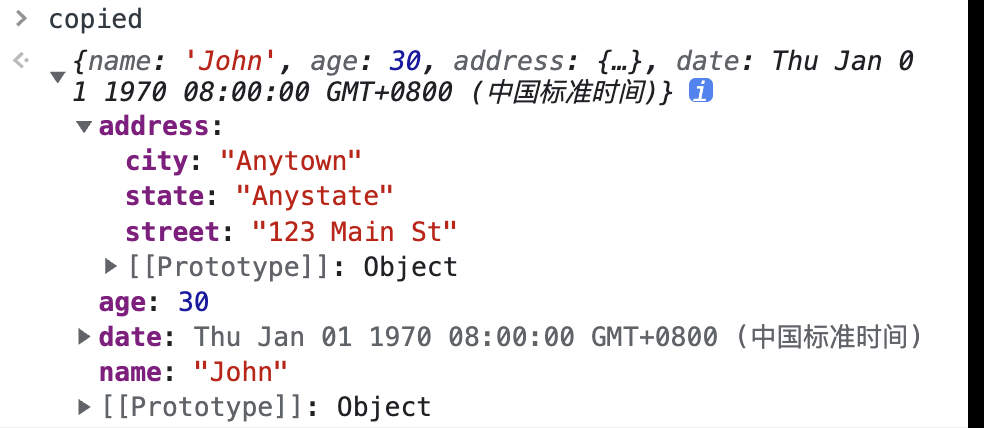 copied
{name: 'John', age: 30, address: {…}, date: Thu Jan 0
1 1970 08:00:00 GMT+0800 (中国标准时间)} i
address:
city: "Anytown"
state: "Anystate"
street: "123 Main St"
[[Prototype]]: Object
age: 30
date: Thu Jan 01 1970 08:00:00 GMT+0800 (中国标准时间)
name: "John"
[[Prototype]]: Object